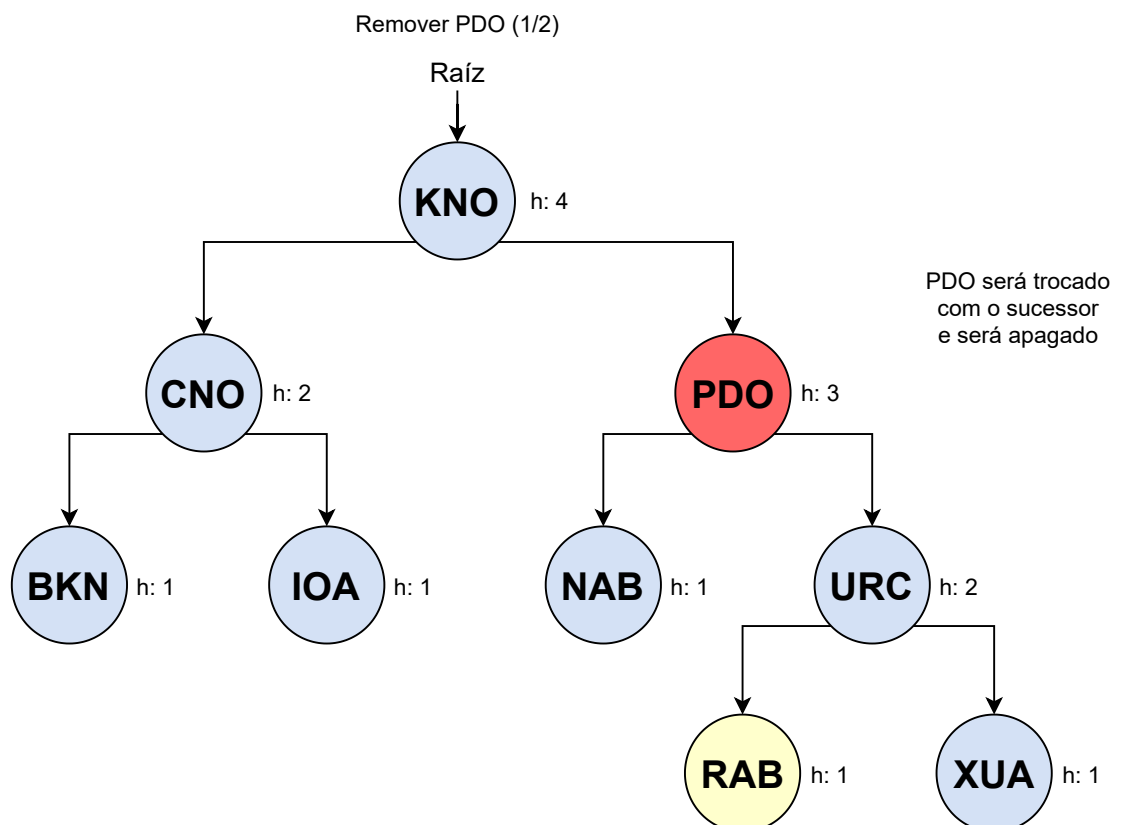 Remover PDO (1/2)
Raíz
KNO h: 4
PDO será trocado
com o sucessor
e será apagado
CNO h: 2
PDO h: 3
BKN h: 1
IOA h: 1
NAB h: 1
URC h: 2
RAB h: 1
XUA h: 1